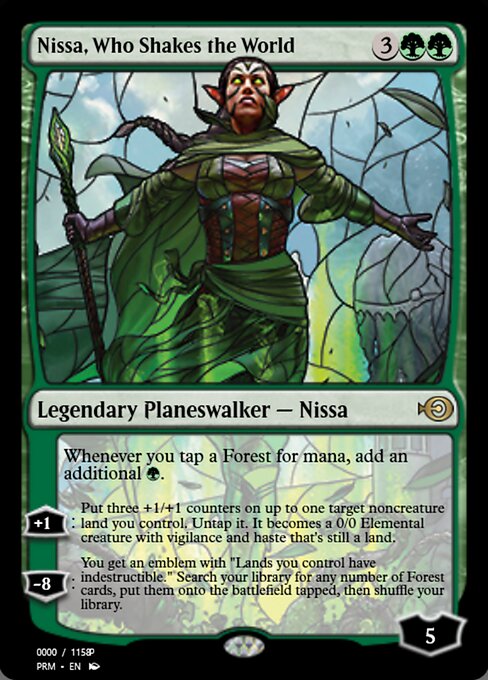 Nissa, Who Shakes the World 3
Legendary Planeswalker — Nissa
Whenever you tap a Forest for mana, add an
additional .
Put three +1/+1 counters on up to one target noncreature
+1 : land you control. Untap it. It becomes a 0/0 Elemental
creature with vigilance and haste that's still a land.
You get an emblem with "Lands you control have
-8 : indestructible." Search your library for any number of Forest
cards, put them onto the battlefield tapped, then shuffle your
library.
5
0000 / 1158P
PRM • EN